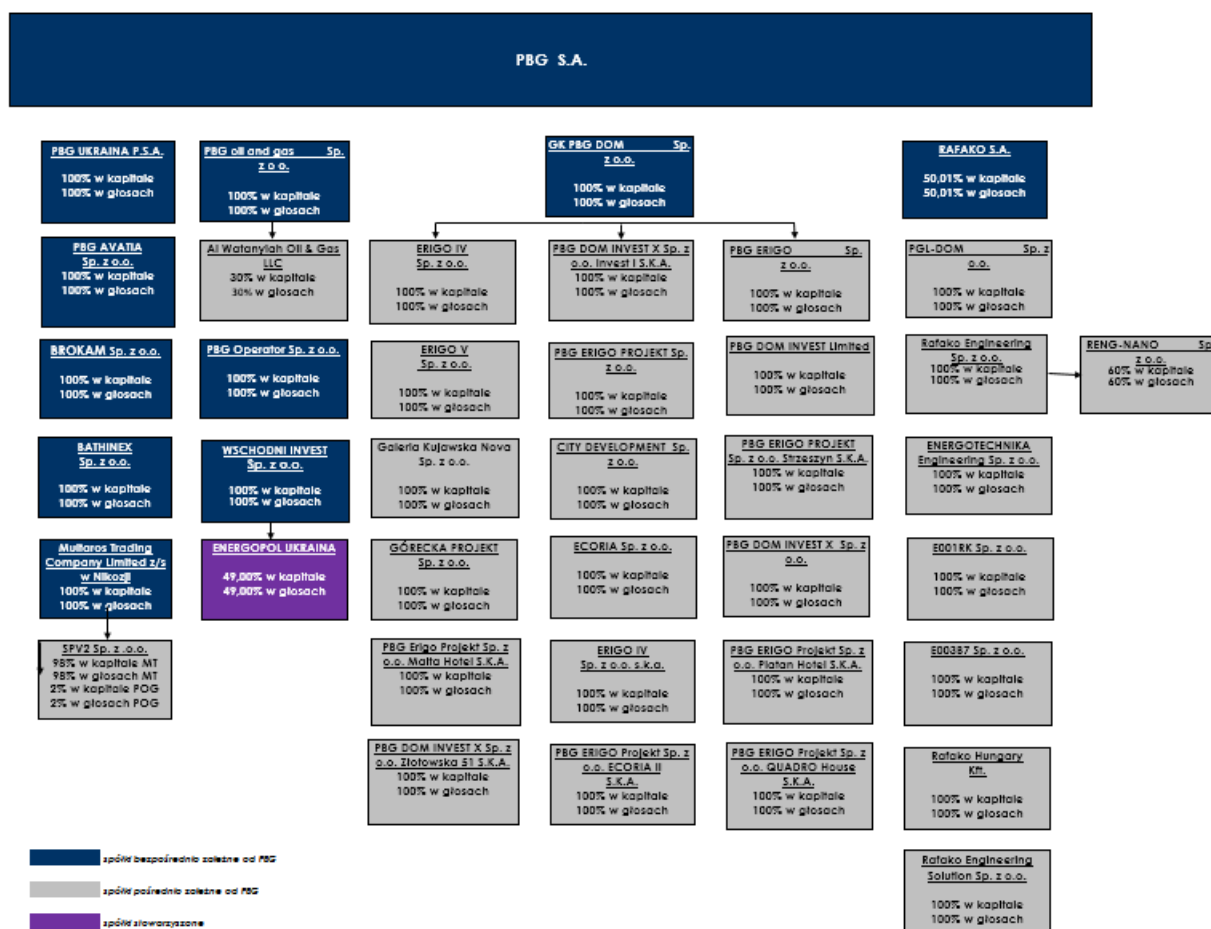 PBG S.A.
PBG UKRAINA P.S.A.
100% w kapitale
100% w głosach
PBG oil and gas Sp.
z o o.
100% w kapitale
100% w głosach
GK PBG DOM Sp.
z o.o.
100% w kapitale
100% w głosach
RAFAKO S.A.
50,01% w kapitale
50,01% w głosach
PBG AVATIA
Sp. z o.o.
100% w kapitale
100% w głosach
Al Watanyiah Oil & Gas
LLC
30% w kapitale
30% w głosach
ERIGO IV
Sp. z o.o.
100% w kapitale
100% w głosach
PBG DOM INVEST X Sp. z
o.o. Invest I S.K.A.
100% w kapitale
100% w głosach
PBG ERIGO Sp.
z o.o.
100% w kapitale
100% w głosach
PGL-DOM Sp. z
o.o.
100% w kapitale
100% w głosach
BROKAM Sp. z o.o.
100% w kapitale
100% w głosach
PBG Operator Sp. z o.o.
100% w kapitale
100% w głosach
ERIGO V
Sp. z o.o.
100% w kapitale
100% w głosach
PBG ERIGO PROJEKT Sp.
z o.o.
100% w kapitale
100% w głosach
PBG DOM INVEST Limited
100% w kapitale
100% w głosach
Rafako Engineering
Sp. z o.o.
100% w kapitale
100% w głosach
RENG-NANO Sp.
z o.o.
60% w kapitale
60% w głosach
BATHINEX
Sp. z o.o.
100% w kapitale
100% w głosach
WSCHODNI INVEST
Sp. z o.o.
100% w kapitale
100% w głosach
Galeria Kujawska Nova
Sp. z o.o.
100% w kapitale
100% w głosach
CITY DEVELOPMENT Sp.
z o.o.
100% w kapitale
100% w głosach
PBG ERIGO PROJEKT
Sp. z o.o. Strzeszyn S.K.A.
100% w kapitale
100% w głosach
ENERGOTECHNIKA
Engineering Sp. z o.o.
100% w kapitale
100% w głosach
Multaros Trading
Company Limited z/s
w Nikozji
100% w kapitale
100% w głosach
ENERGOPOL UKRAINA
49,00% w kapitale
49,00% w głosach
GÓRECKA PROJEKT
Sp. z o.o.
100% w kapitale
100% w głosach
ECORIA Sp. z o.o.
100% w kapitale
100% w głosach
PBG DOM INVEST X Sp. z
o.o.
100% w kapitale
100% w głosach
E001RK Sp. z o.o.
100% w kapitale
100% w głosach
SPV2 Sp. z .o.o.
98% w kapitale MT
98% w głosach MT
2% w kapitale POG
2% w głosach POG
PBG Erigo Projekt Sp. z
o.o. Malta Hotel S.K.A.
100% w kapitale
100% w głosach
ERIGO IV
Sp. z o.o. s.k.a.
100% w kapitale
100% w głosach
PBG ERIGO Projekt Sp. z
o.o. Platan Hotel S.K.A.
100% w kapitale
100% w głosach
E003B7 Sp. z o.o.
100% w kapitale
100% w głosach
PBG DOM INVEST X Sp. z
o.o. Złotowska 51 S.K.A.
100% w kapitale
100% w głosach
PBG ERIGO Projekt Sp. z
o.o. ECORIA II
S.K.A.
100% w kapitale
100% w głosach
PBG ERIGO Projekt Sp. z
o.o. QUADRO House
S.K.A.
100% w kapitale
100% w głosach
Rafako Hungary
Kft.
100% w kapitale
100% w głosach
Rafako Engineering
Solution Sp. z o.o.
100% w kapitale
100% w głosach
spółki bezpośrednio zależne od PBG
spółki pośrednio zależne od PBG
spółki stowarzyszone